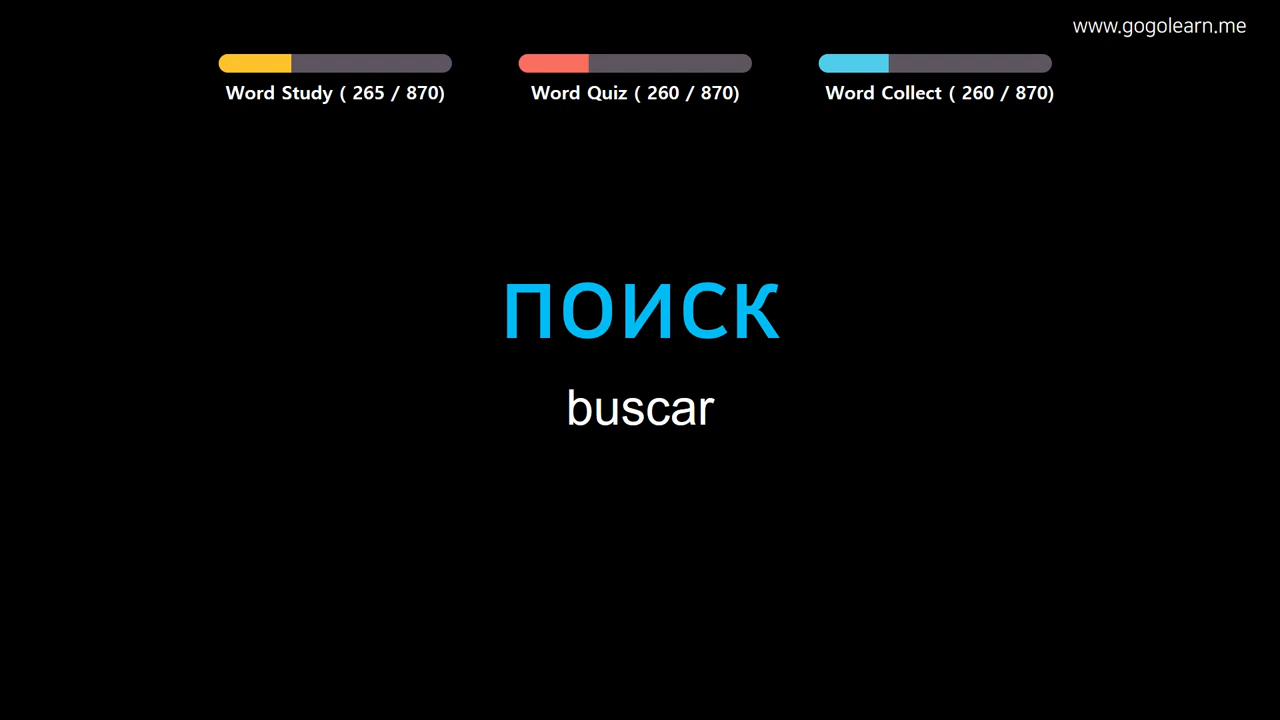 www.gogolearn.me
Word Study ( 265 / 870)
Word Quiz ( 260 / 870)
Word Collect ( 260 / 870)
поиск
buscar